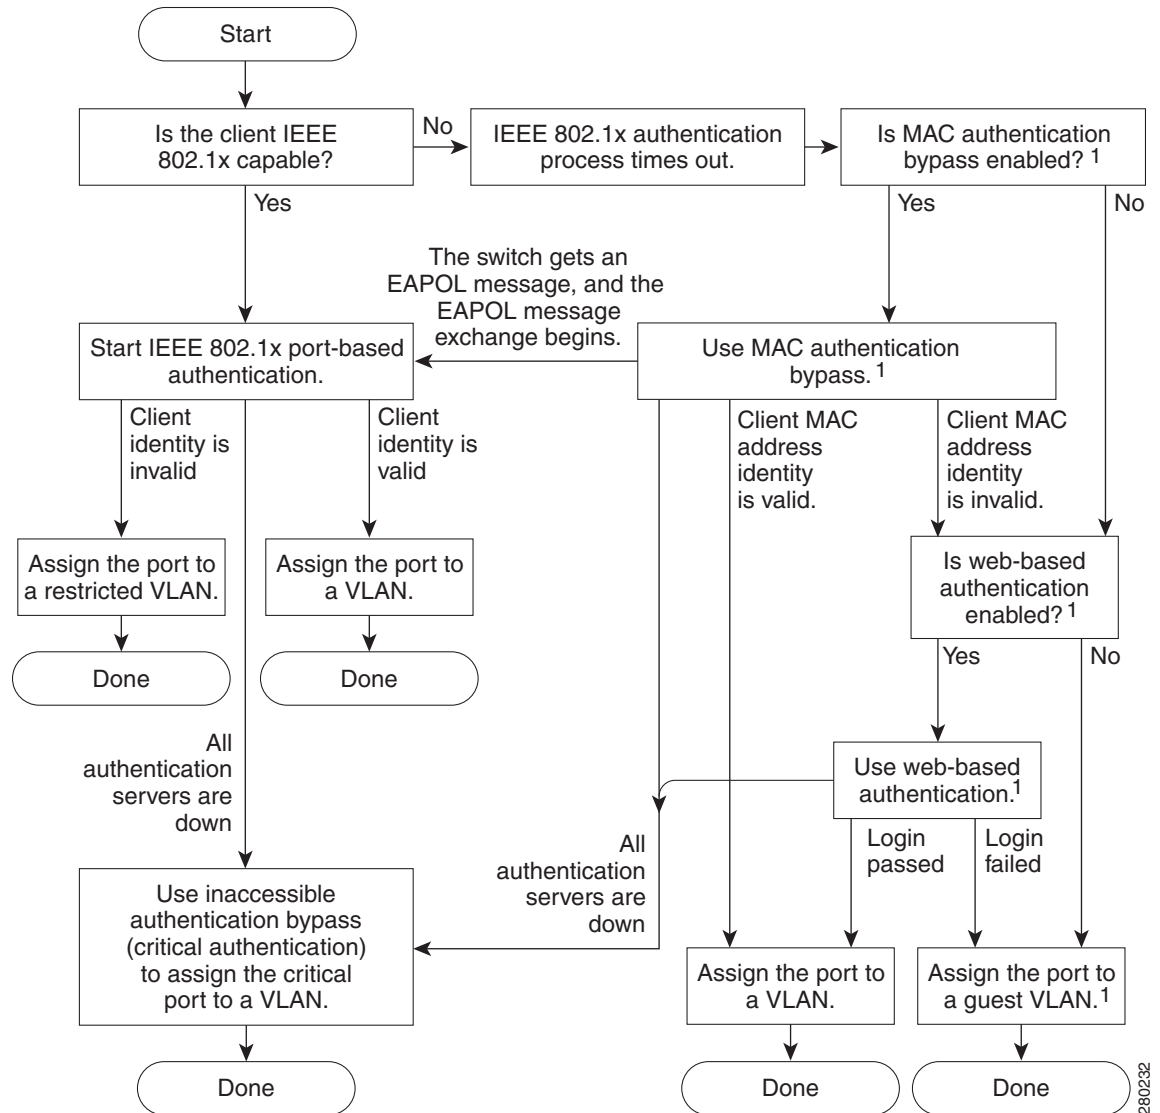 Start
Is the client IEEE
802.1x capable?
No
IEEE 802.1x authentication
process times out.
Is MAC authentication
bypass enabled? 1
Yes
Yes
No
The switch gets an
EAPOL message, and the
EAPOL message
exchange begins.
Start IEEE 802.1x port-based
authentication.
Use MAC authentication
bypass. 1
Client
identity is
invalid
Client
identity is
valid
Client MAC
address
identity
is valid.
Client MAC
address
identity
is invalid.
Assign the port to
a restricted VLAN.
Assign the port to
a VLAN.
Is web-based
authentication
enabled? 1
Done
Done
Yes
No
All
authentication
servers are
down
Use web-based
authentication.1
All
authentication
servers are
down
Login
passed
Login
failed
Use inaccessible
authentication bypass
(critical authentication)
to assign the critical
port to a VLAN.
Assign the port to
a VLAN.
Assign the port to
a guest VLAN.1
Done
Done
Done
280232